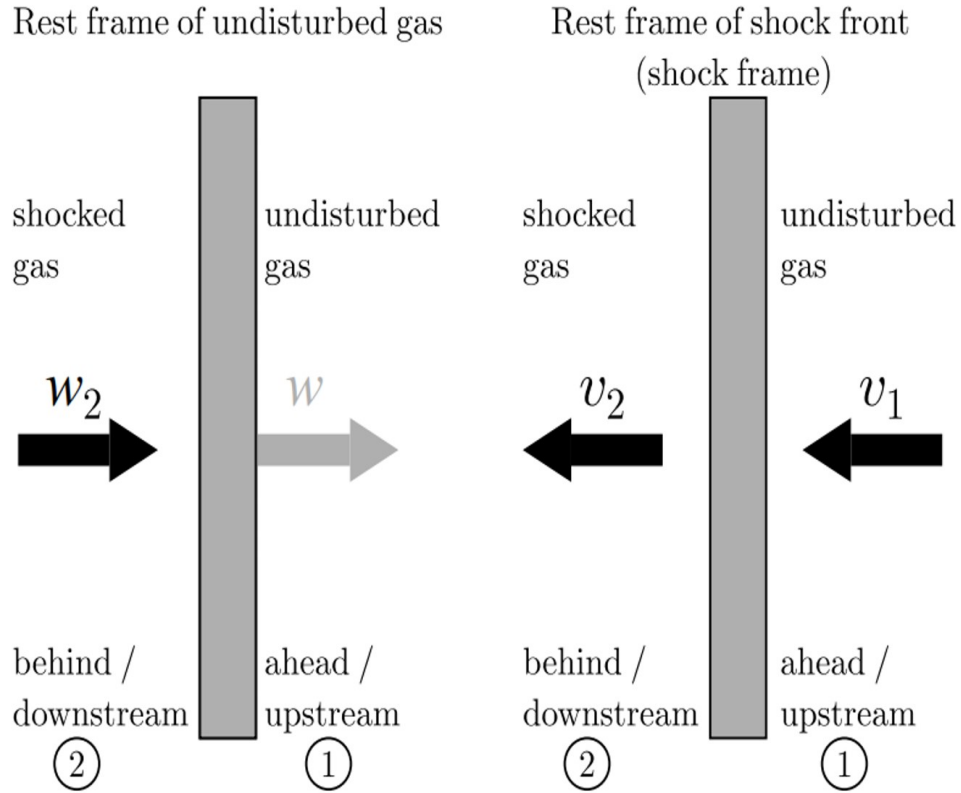 Rest frame of undisturbed gas
shocked
gas
undisturbed
gas
w₂
w
behind /
downstream
②
ahead /
upstream
①
Rest frame of shock front
(shock frame)
shocked
gas
undisturbed
gas
v₂
v₁
behind /
downstream
②
ahead /
upstream
①